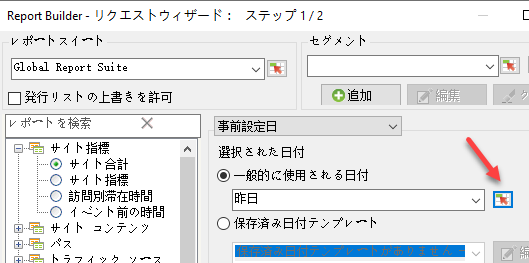 Report Builder - リクエストウィザード： ステップ 1 / 2
レポートスイート
Global Report Suite
発行リストの上書きを許可
セグメント
追加
編集
レポートを検索
サイト指標
サイト合計
サイト指標
訪問別滞在時間
イベント前の時間
サイト コンテンツ
パス
トラフィック ソース
事前設定日
選択された日付
一般的に使用される日付
昨日
保存済み日付テンプレート